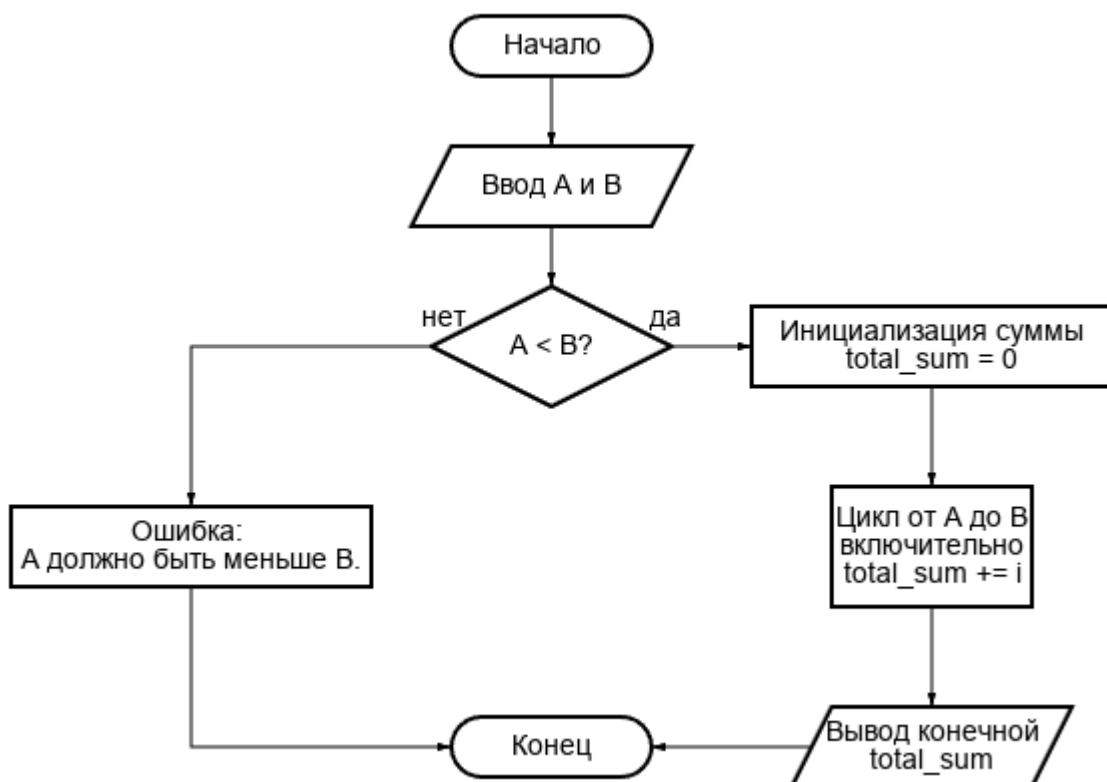 Начало
Ввод A и B
нет
да
A < B?
Инициализация суммы
total_sum = 0
Ошибка:
А должно быть меньше В.
Цикл от А до В
включительно
total_sum += i
Вывод конечной
total_sum
Конец